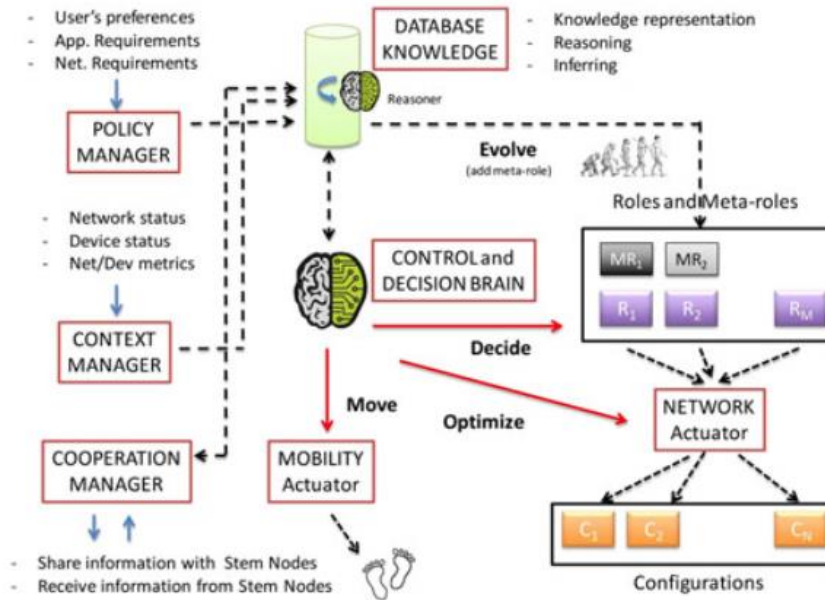 - User's preferences
- App. Requirements
- Net. Requirements
POLICY
MANAGER
DATABASE
KNOWLEDGE
- Knowledge representation
- Reasoning
- Inferring
Reasoner
Evolve
(add meta-role)
- Network status
- Device status
- Net/Dev metrics
CONTEXT
MANAGER
CONTROL and
DECISION BRAIN
Roles and Meta-roles
MR1 MR2
R1 R2 RM
Decide
Move
Optimize
NETWORK
Actuator
COOPERATION
MANAGER
MOBILITY
Actuator
C1 C2 CN
Configurations
- Share information with Stem Nodes
- Receive information from Stem Nodes